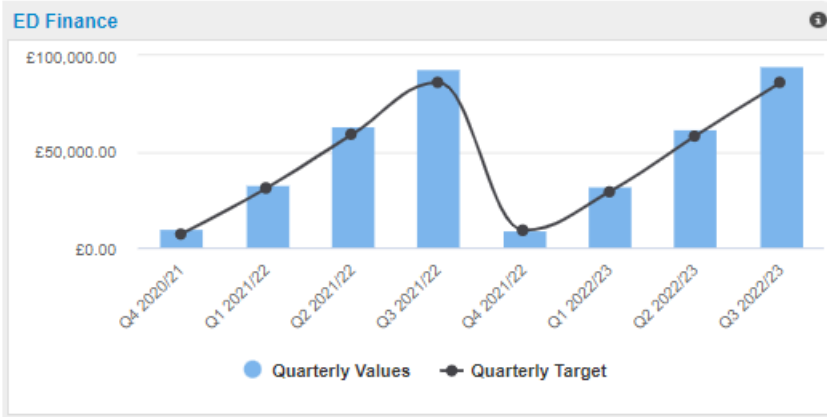 ED Finance
£100,000.00
£50,000.00
£0.00
Q4 2020/21
Q1 2021/22
Q2 2021/22
Q3 2021/22
Q4 2021/22
Q1 2022/23
Q2 2022/23
Q3 2022/23
Quarterly Values Quarterly Target